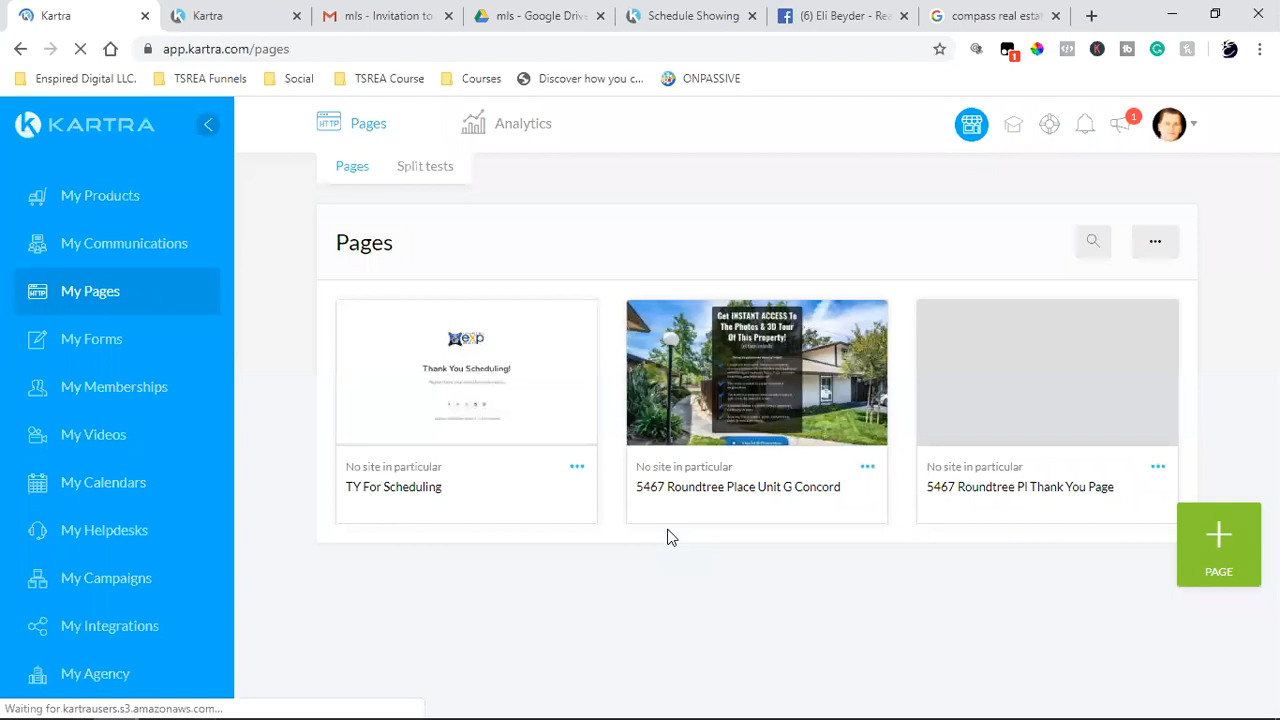 Kartra
Kartra
mls - Invitation to
mls - Google Driv
Schedule Showing
(6) Eli Beyder - Re
compass real estat
app.kartra.com/pages
1
Enspired Digital LLC.
TSREA Funnels
Social
TSREA Course
Courses
Discover how you c...
ONPASSIVE
KARTRA
Pages
Analytics
1
Pages
Split tests
My Products
My Communications
My Pages
My Forms
My Memberships
My Videos
My Calendars
My Helpdesks
My Campaigns
My Integrations
My Agency
Pages
exp
Thank You Scheduling
Get INSTANT ACCESS To
The Photos & 3D Tour
Of This Property!
No site in particular
TY For Scheduling
No site in particular
5467 Roundtree Place Unit G Concord
No site in particular
5467 Roundtree Pl Thank You Page
PAGE
Waiting for kartrausers.s3.amazonaws.com...